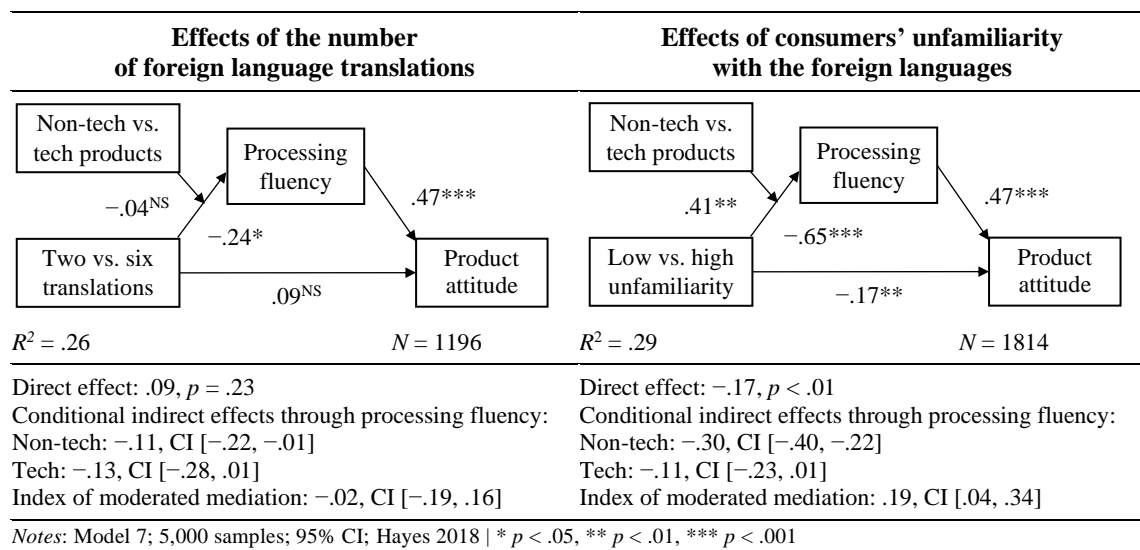 Effects of the number
of foreign language translations
Non-tech vs.
tech products
Processing
fluency
−.04NS
.47***
−.24*
Two vs. six
translations
Product
attitude
.09NS
R2 = .26
N = 1196
Direct effect: .09, p = .23
Conditional indirect effects through processing fluency:
Non-tech: −.11, CI [−.22, −.01]
Tech: −.13, CI [−.28, .01]
Index of moderated mediation: −.02, CI [−.19, .16]
Effects of consumers’ unfamiliarity
with the foreign languages
Non-tech vs.
tech products
Processing
fluency
.41**
.47***
−.65***
Low vs. high
unfamiliarity
Product
attitude
−.17**
R2 = .29
N = 1814
Direct effect: −.17, p < .01
Conditional indirect effects through processing fluency:
Non-tech: −.30, CI [−.40, −.22]
Tech: −.11, CI [−.23, .01]
Index of moderated mediation: .19, CI [.04, .34]
Notes: Model 7; 5,000 samples; 95% CI; Hayes 2018 | * p < .05, ** p < .01, *** p < .001